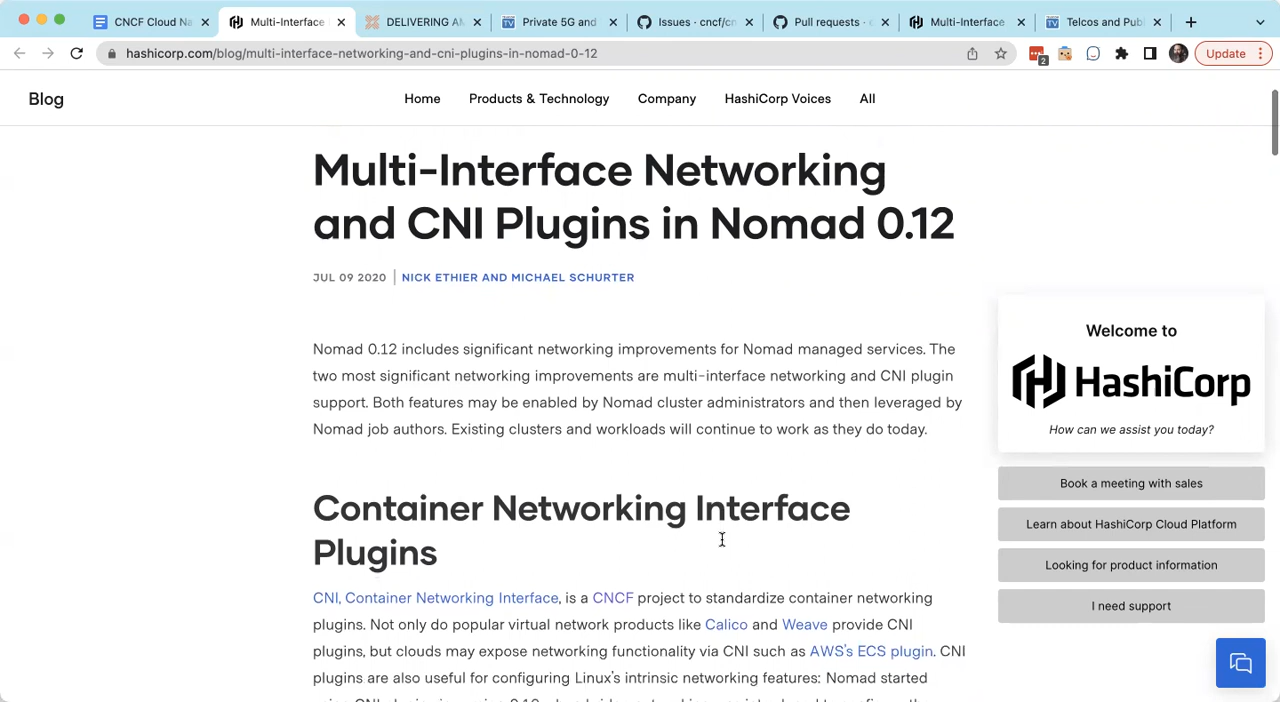 CNCF Cloud Na
Multi-Interface
DELIVERING AN
Private 5G and
Issues · cncf/cn
Pull requests ·
Multi-Interface
Telcos and Pub
hashicorp.com/blog/multi-interface-networking-and-cni-plugins-in-nomad-0-12
2
Update
Blog
Home
Products & Technology
Company
HashiCorp Voices
All
Multi-Interface Networking
and CNI Plugins in Nomad 0.12
JUL 09 2020 | NICK ETHIER AND MICHAEL SCHURTER
Nomad 0.12 includes significant networking improvements for Nomad managed services. The
two most significant networking improvements are multi-interface networking and CNI plugin
support. Both features may be enabled by Nomad cluster administrators and then leveraged by
Nomad job authors. Existing clusters and workloads will continue to work as they do today.
Container Networking Interface
Plugins
CNI, Container Networking Interface, is a CNCF project to standardize container networking
plugins. Not only do popular virtual network products like Calico and Weave provide CNI
plugins, but clouds may expose networking functionality via CNI such as AWS's ECS plugin. CNI
plugins are also useful for configuring Linux's intrinsic networking features: Nomad started
Welcome to
HashiCorp
How can we assist you today?
Book a meeting with sales
Learn about HashiCorp Cloud Platform
Looking for product information
I need support